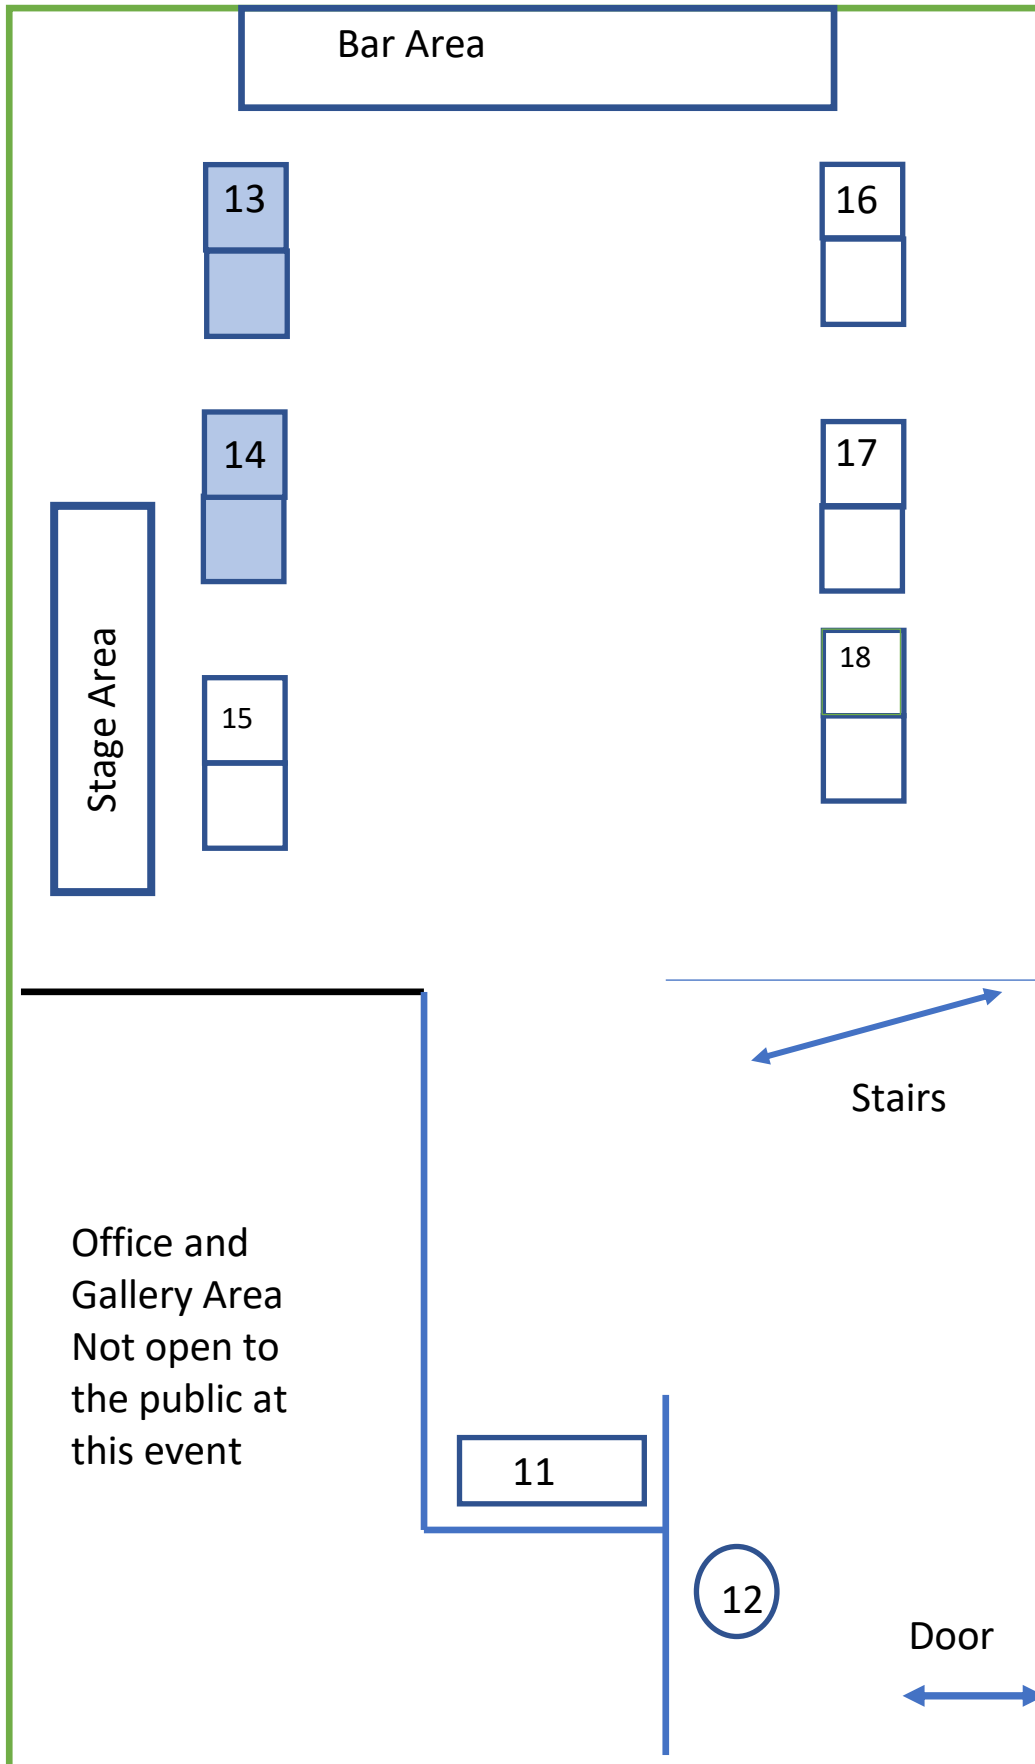 Bar Area
13
16
14
17
Stage Area
18
15
Stairs
Office and
Gallery Area
Not open to
the public at
this event
11
12
Door